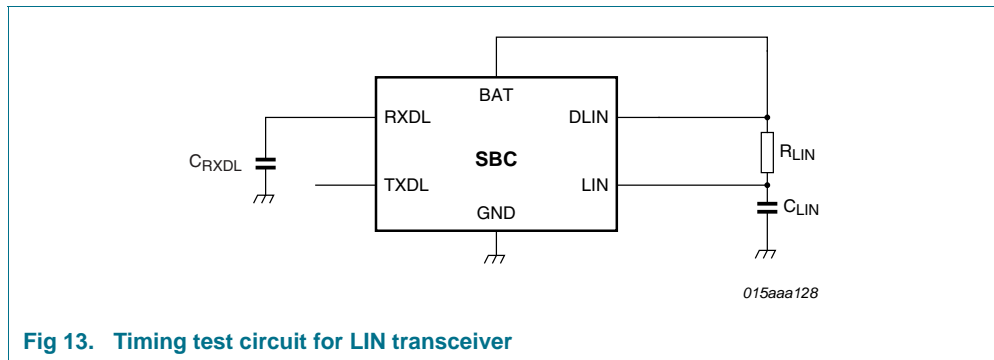 BAT
RXDL
DLIN
CRXDL
SBC
RLIN
TXDL
LIN
CLIN
GND
015aaa128
Fig 13. Timing test circuit for LIN transceiver